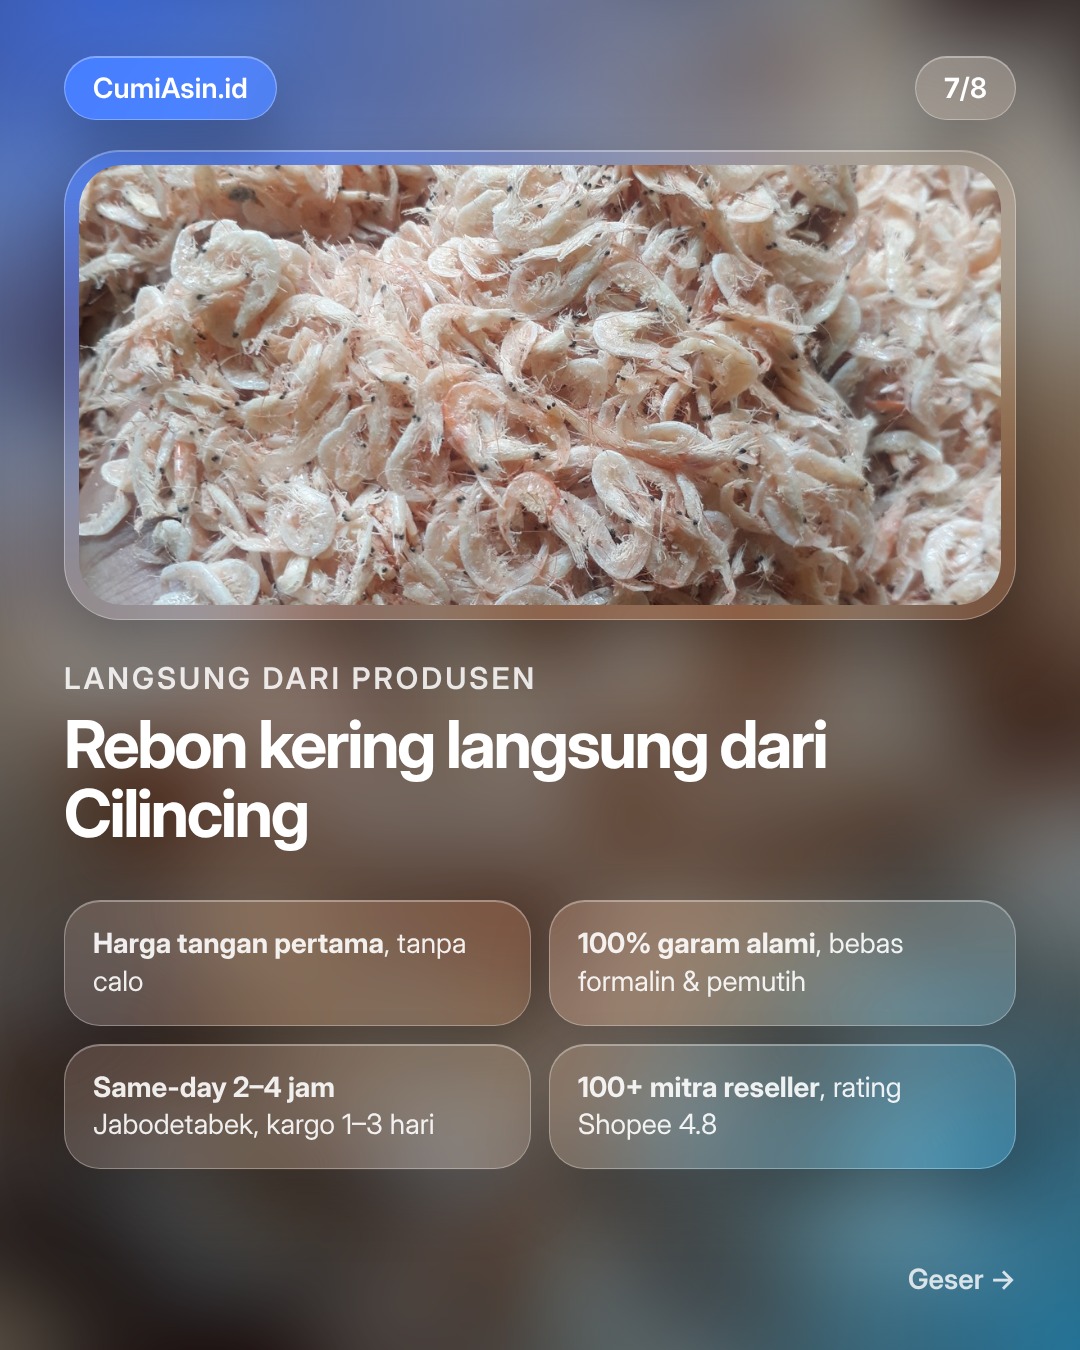 CumiAsin.id
7/8
LANGSUNG DARI PRODUSEN
Rebon kering langsung dari
Cilincing
Harga tangan pertama, tanpa
calo
100% garam alami, bebas
formalin & pemutih
Same-day 2–4 jam
Jabodetabek, kargo 1–3 hari
100+ mitra reseller, rating
Shopee 4.8
Geser →